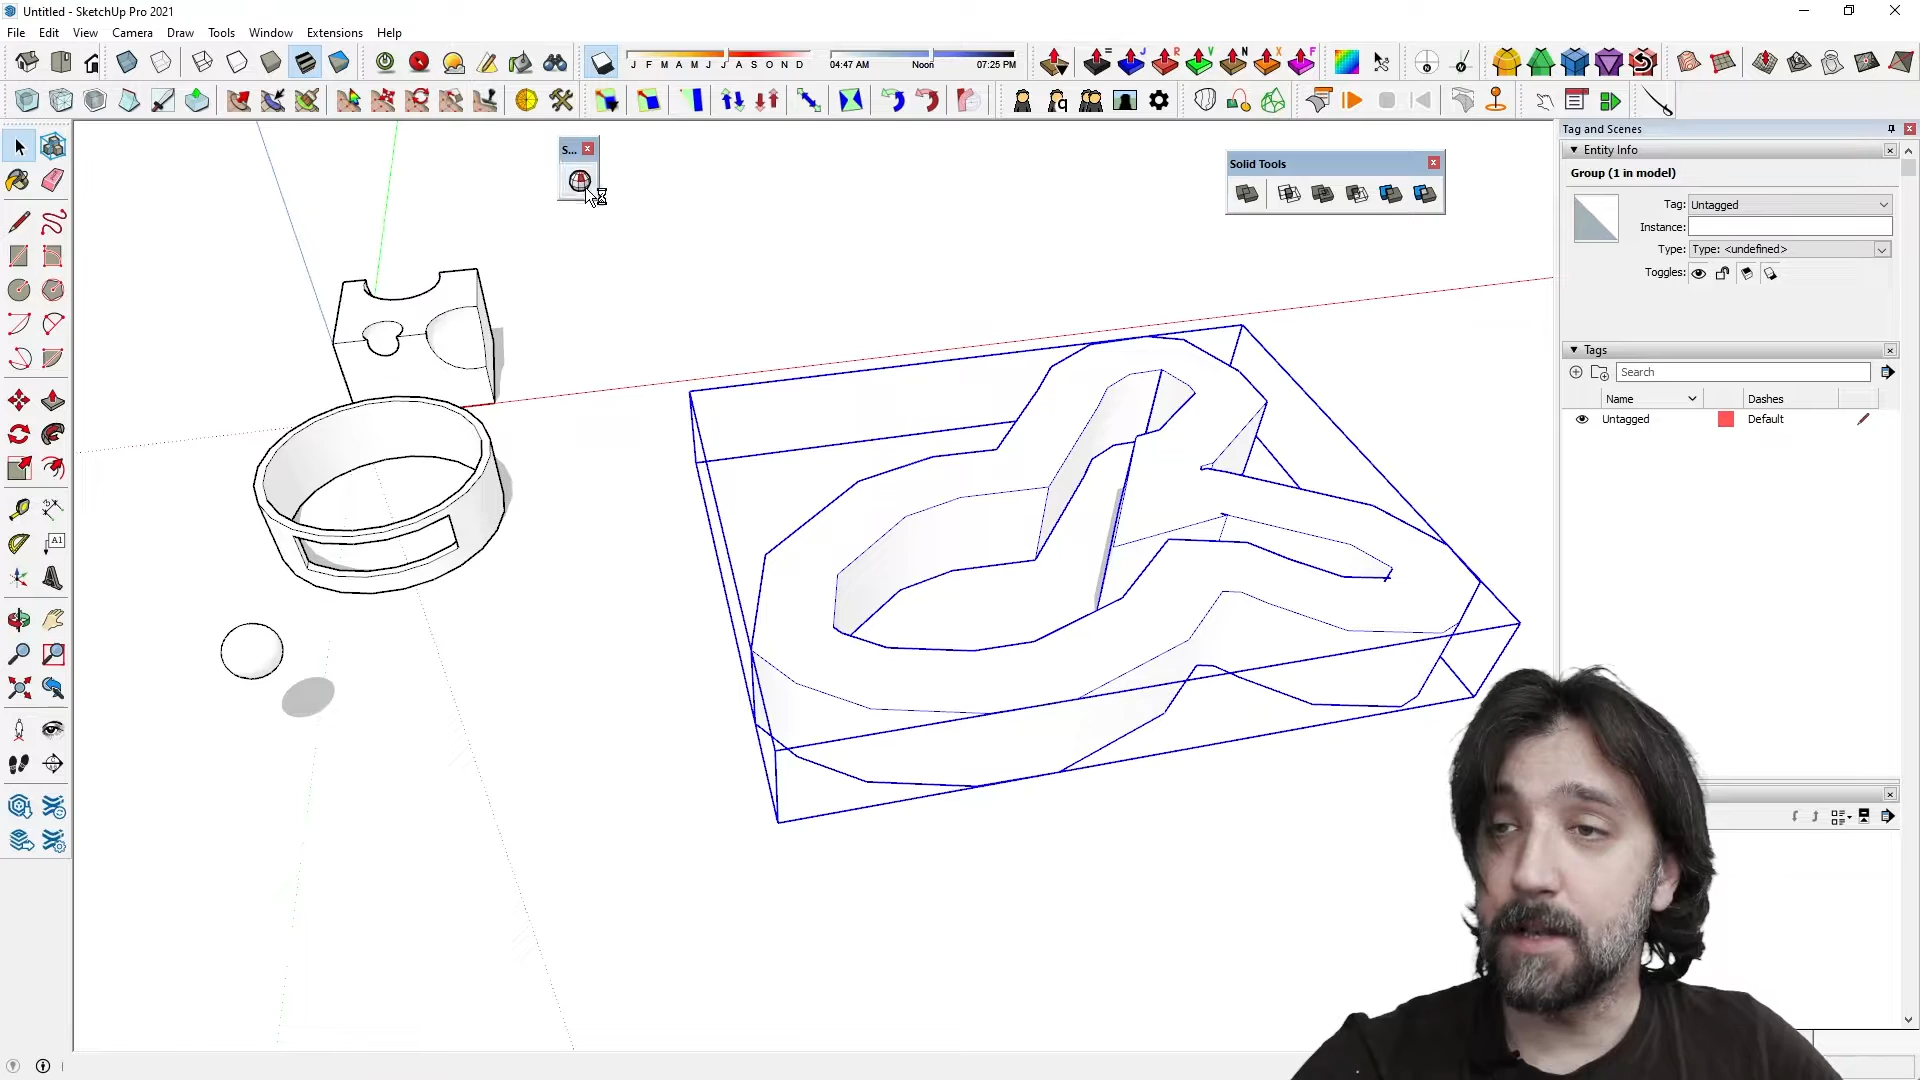 Untitled - SketchUp Pro 2021
File Edit View Camera Draw Tools Window Extensions Help
J F M A M J J A S O N D
04:47 AM Noon 07:25 PM
= J R V N X F
q
Tag and Scenes
S...
Entity Info
Solid Tools
Group (1 in model)
Tag: Untagged
Instance:
Type: Type: <undefined>
Toggles:
Tags
Search
Name Dashes
Untagged Default
A1